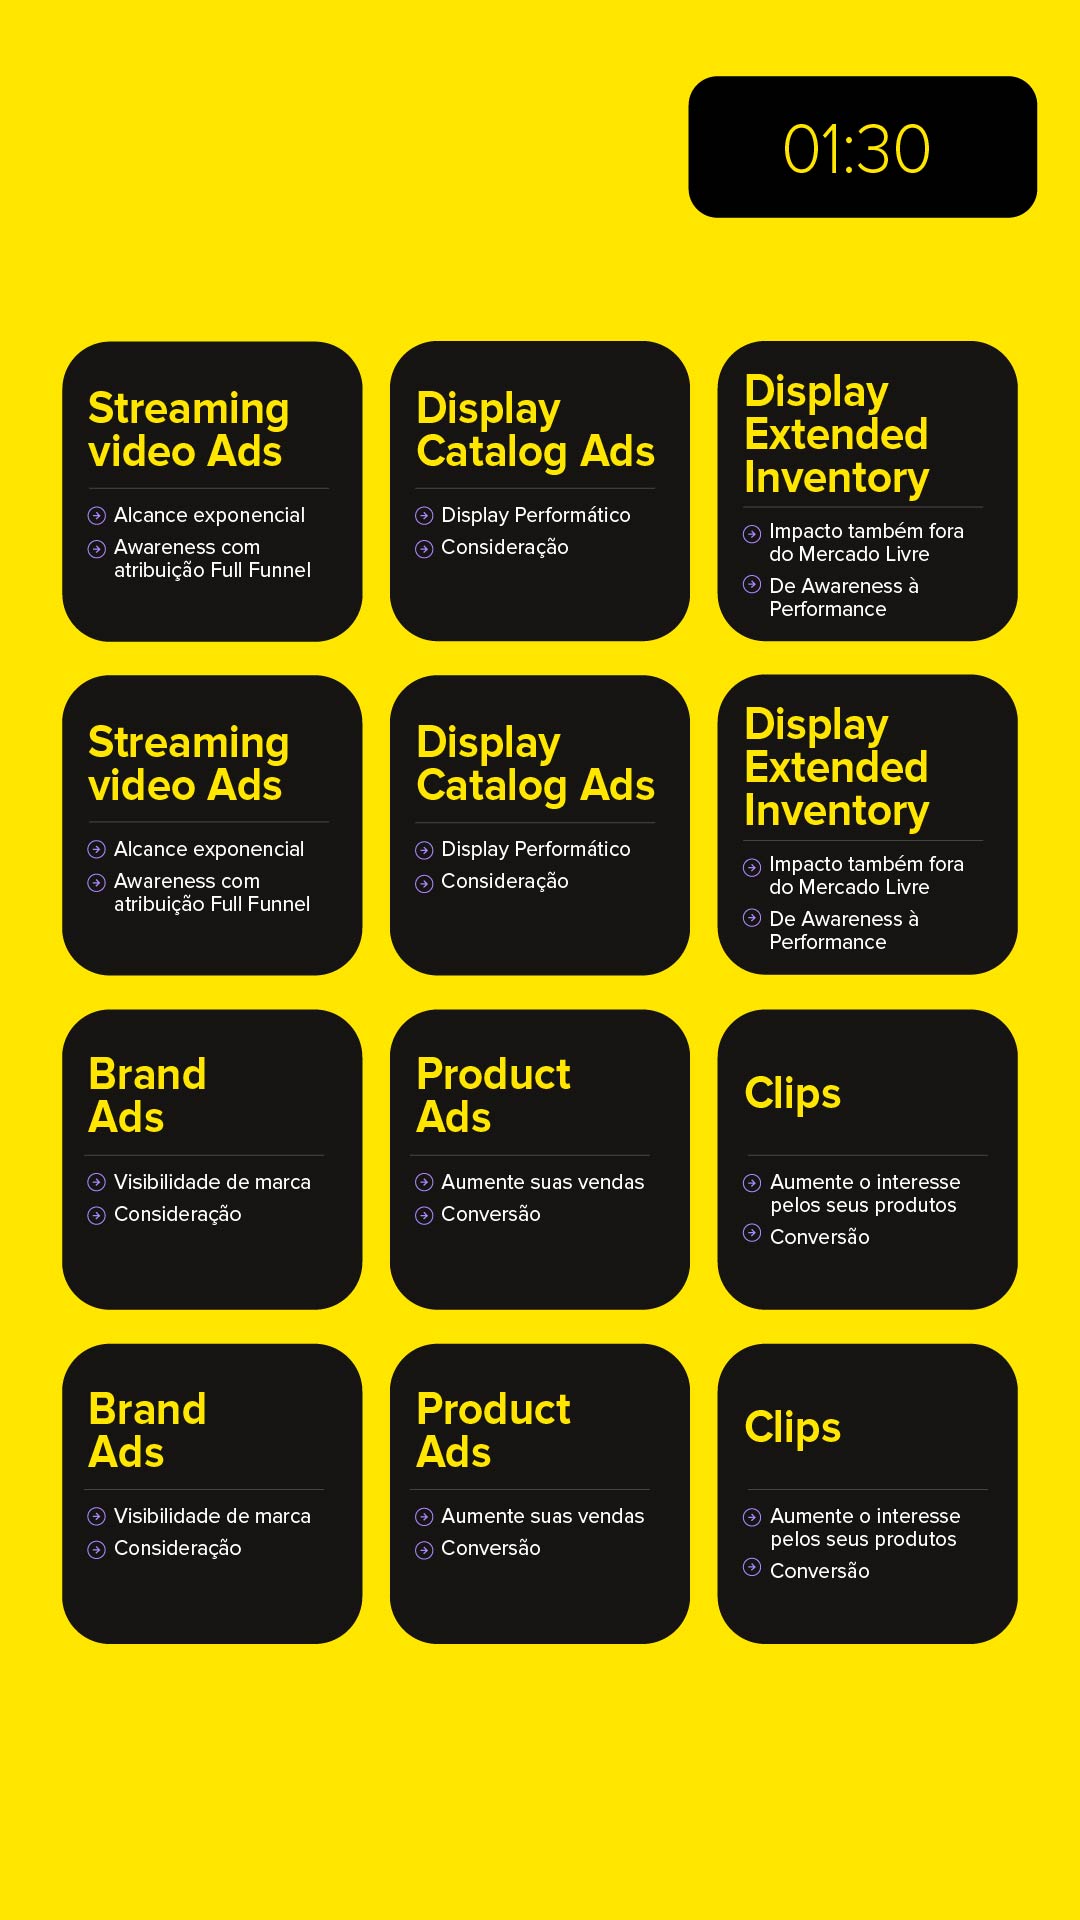 01:30
Streaming
video Ads
Alcance exponencial
Awareness com
atribuição Full Funnel
Display
Catalog Ads
Display Performático
Consideração
Display
Extended
Inventory
Impacto também fora
do Mercado Livre
De Awareness à
Performance
Streaming
video Ads
Alcance exponencial
Awareness com
atribuição Full Funnel
Display
Catalog Ads
Display Performático
Consideração
Display
Extended
Inventory
Impacto também fora
do Mercado Livre
De Awareness à
Performance
Brand
Ads
Visibilidade de marca
Consideração
Product
Ads
Aumente suas vendas
Conversão
Clips
Aumente o interesse
pelos seus produtos
Conversão
Brand
Ads
Visibilidade de marca
Consideração
Product
Ads
Aumente suas vendas
Conversão
Clips
Aumente o interesse
pelos seus produtos
Conversão